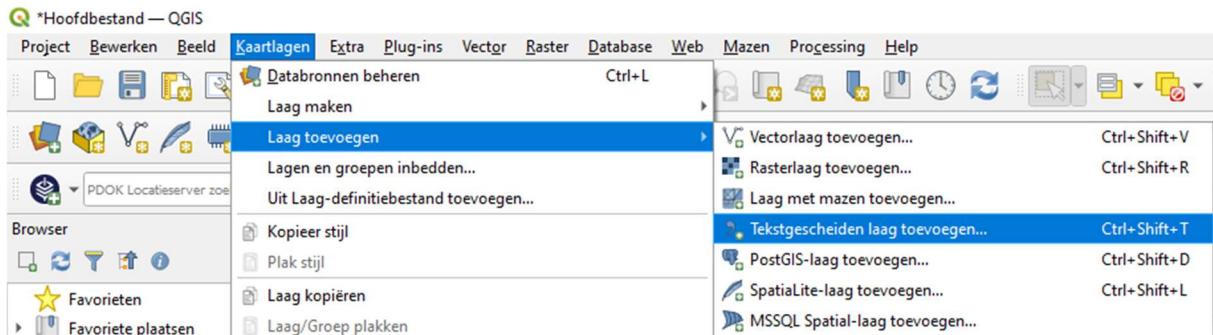 *Hoofdbestand — QGIS
Project Bewerken Beeld Kaartlagen Extra Plug-ins Vector Raster Database Web Mazen Processing Help
Databronnen beheren Ctrl+L
Laag maken
Laag toevoegen
Lagen en groepen inbedden...
Uit Laag-definitiebestand toevoegen...
Kopieer stijl
Plak stijl
Laag kopiëren
Laag/Groep plakken
Vectorlaag toevoegen... Ctrl+Shift+V
Rasterlaag toevoegen... Ctrl+Shift+R
Laag met mazen toevoegen...
Tekstgescheiden laag toevoegen... Ctrl+Shift+T
PostGIS-laag toevoegen... Ctrl+Shift+D
SpatiaLite-laag toevoegen... Ctrl+Shift+L
MSSQL Spatial-laag toevoegen...
PDOK Locatieserver zoe
Browser
Favorieten
Favoriete plaatsen